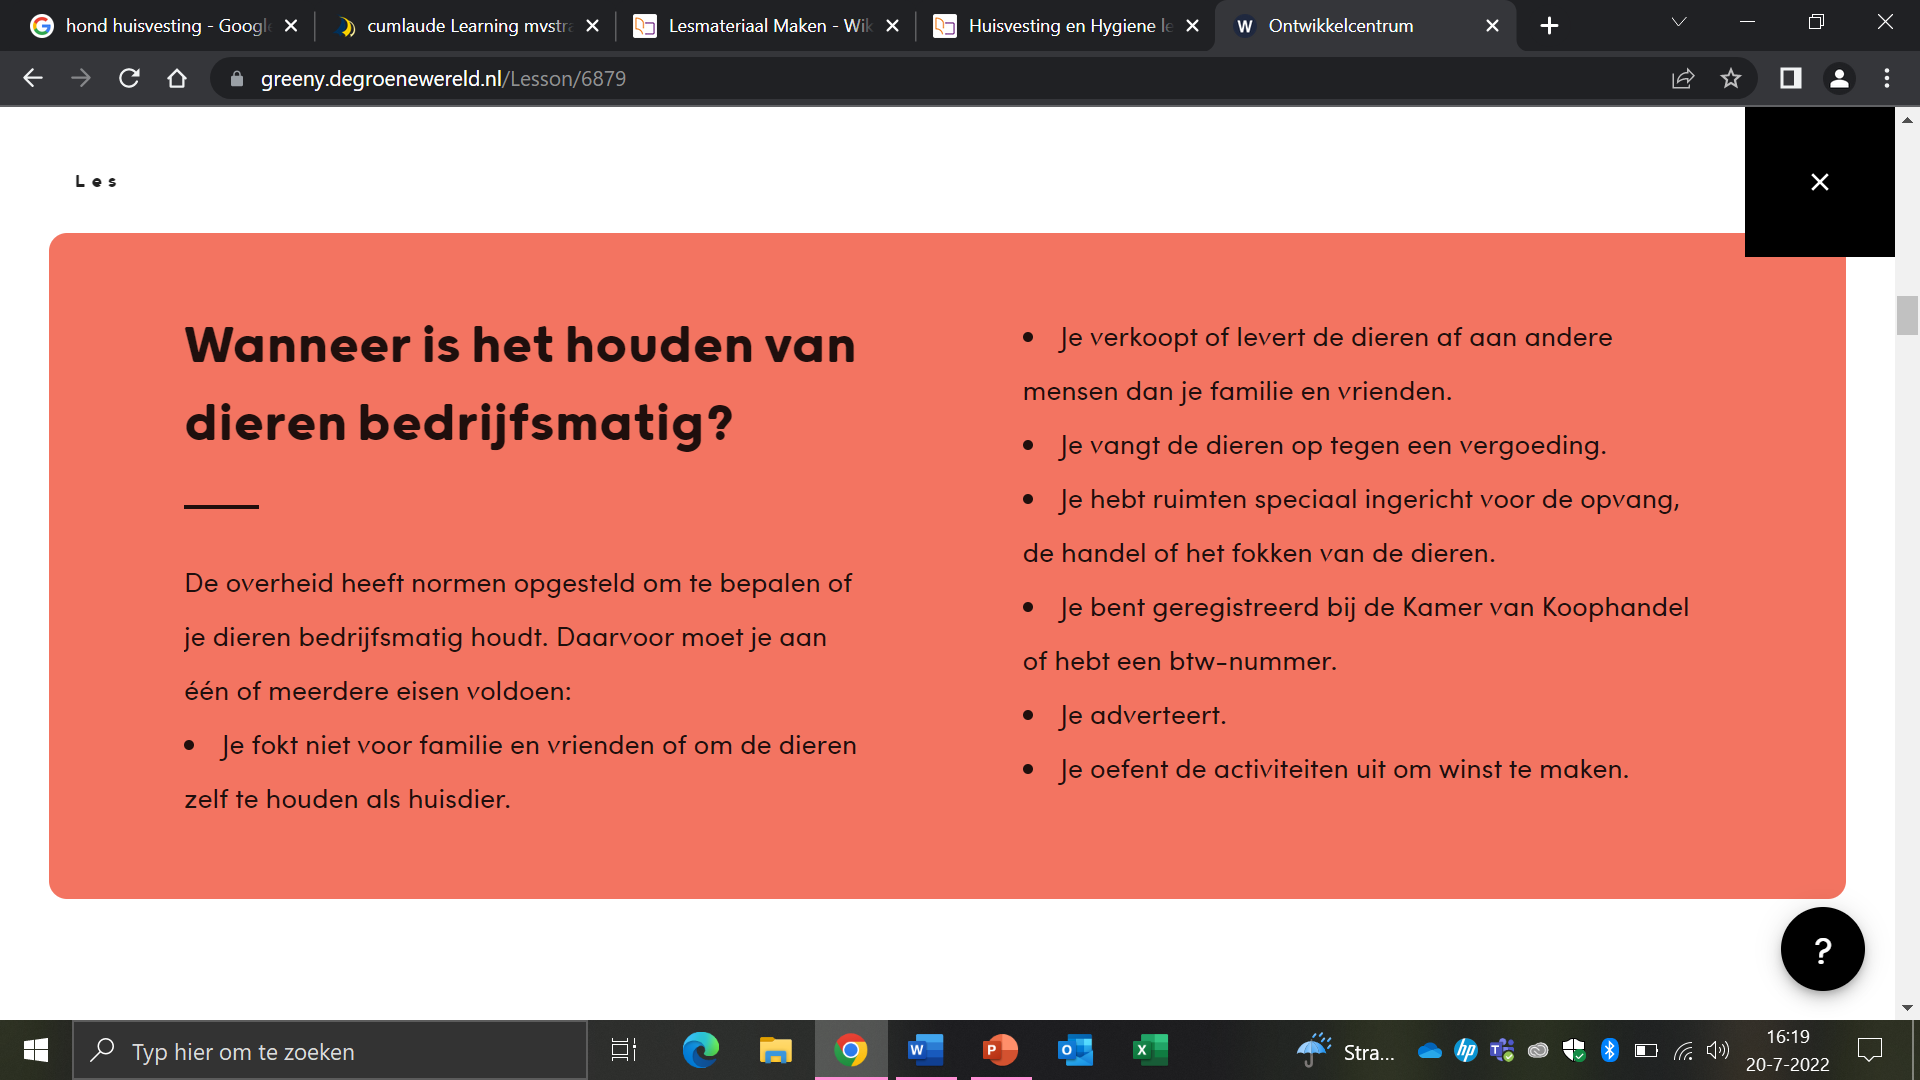 hond huisvesting - Google
cumlaude Learning mvstra
Lesmateriaal Maken - Wik
Huisvesting en Hygiene le
W
Ontwikkelcentrum
greeny.degroenewereld.nl/Lesson/6879
Les
Wanneer is het houden van
dieren bedrijfsmatig?
De overheid heeft normen opgesteld om te bepalen of
je dieren bedrijfsmatig houdt. Daarvoor moet je aan
één of meerdere eisen voldoen:
• Je fokt niet voor familie en vrienden of om de dieren
zelf te houden als huisdier.
• Je verkoopt of levert de dieren af aan andere
mensen dan je familie en vrienden.
• Je vangt de dieren op tegen een vergoeding.
• Je hebt ruimten speciaal ingericht voor de opvang,
de handel of het fokken van de dieren.
• Je bent geregistreerd bij de Kamer van Koophandel
of hebt een btw-nummer.
• Je adverteert.
• Je oefent de activiteiten uit om winst te maken.
?
Typ hier om te zoeken
Stra...
16:19
20-7-2022